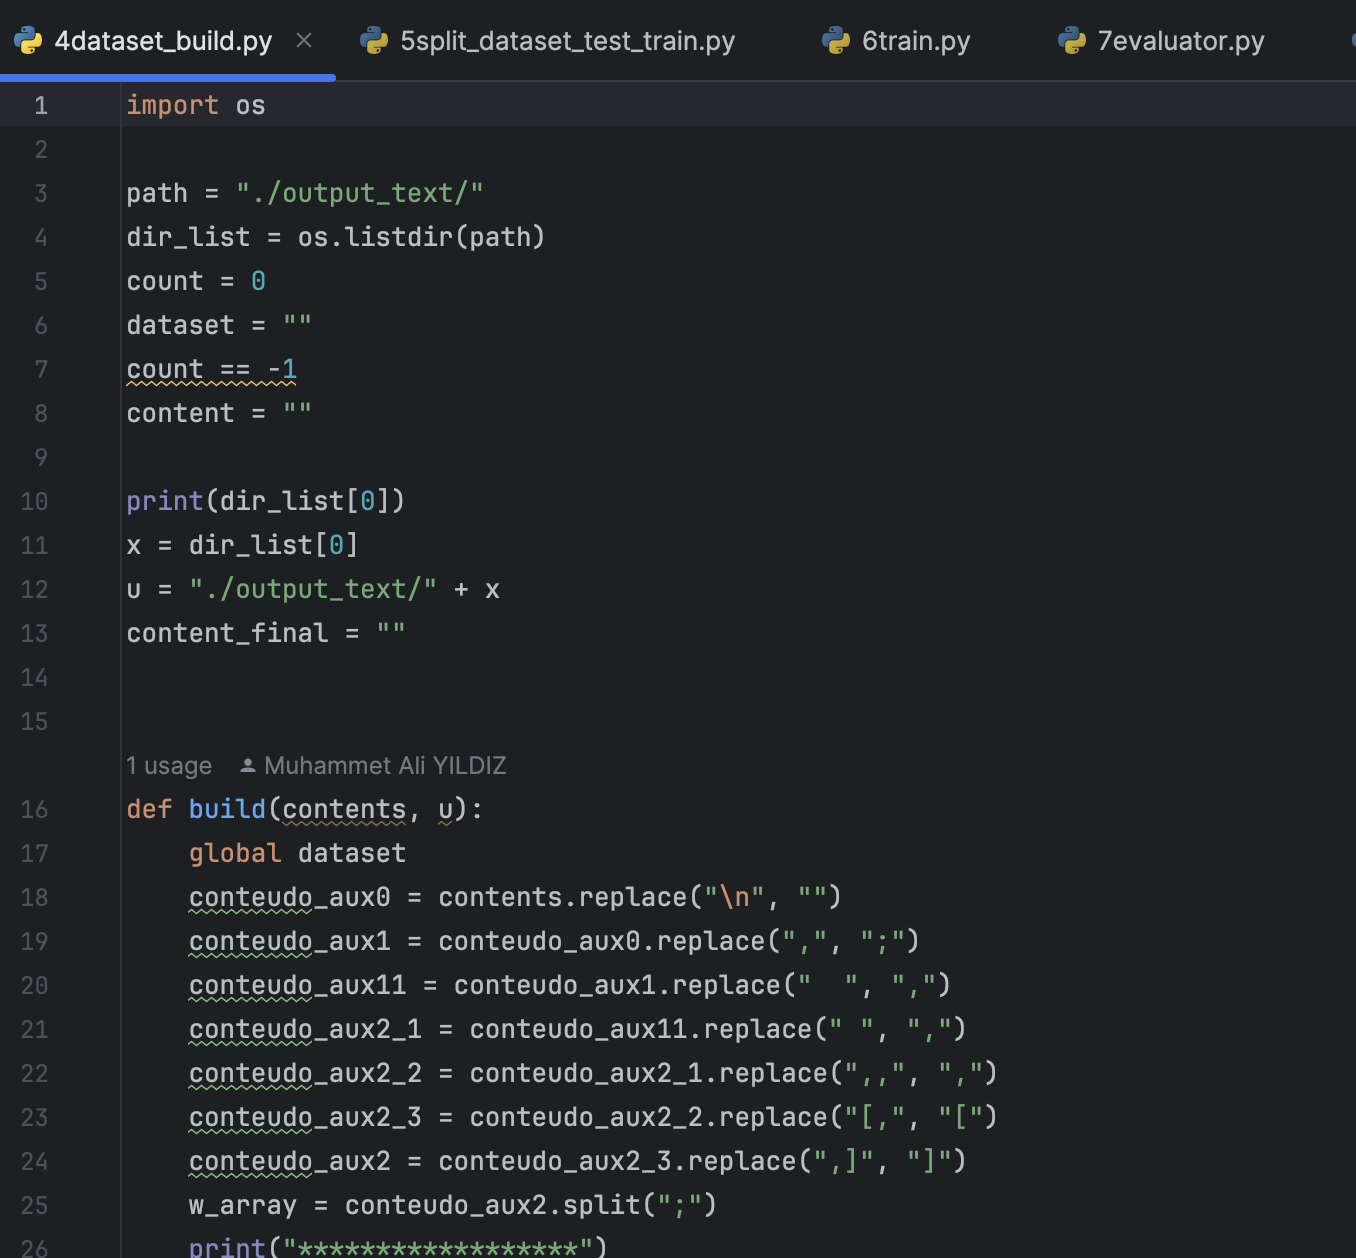 4dataset_build.py × 5split_dataset_test_train.py 6train.py 7evaluator.py
1 import os
2
3 path = "./output_text/"
4 dir_list = os.listdir(path)
5 count = 0
6 dataset = ""
7 count == -1
8 content = ""
9
10 print(dir_list[0])
11 x = dir_list[0]
12 u = "./output_text/" + x
13 content_final = ""
14
15
1 usage Muhammet Ali YILDIZ
16 def build(contents, u):
17     global dataset
18     conteudo_aux0 = contents.replace("\n", "")
19     conteudo_aux1 = conteudo_aux0.replace(",", ";")
20     conteudo_aux11 = conteudo_aux1.replace("  ", ",")
21     conteudo_aux2_1 = conteudo_aux11.replace(" ", ",")
22     conteudo_aux2_2 = conteudo_aux2_1.replace(",,", ",")
23     conteudo_aux2_3 = conteudo_aux2_2.replace("[,", "[")
24     conteudo_aux2 = conteudo_aux2_3.replace(",]", "]")
25     w_array = conteudo_aux2.split(";")
26     print("******************")